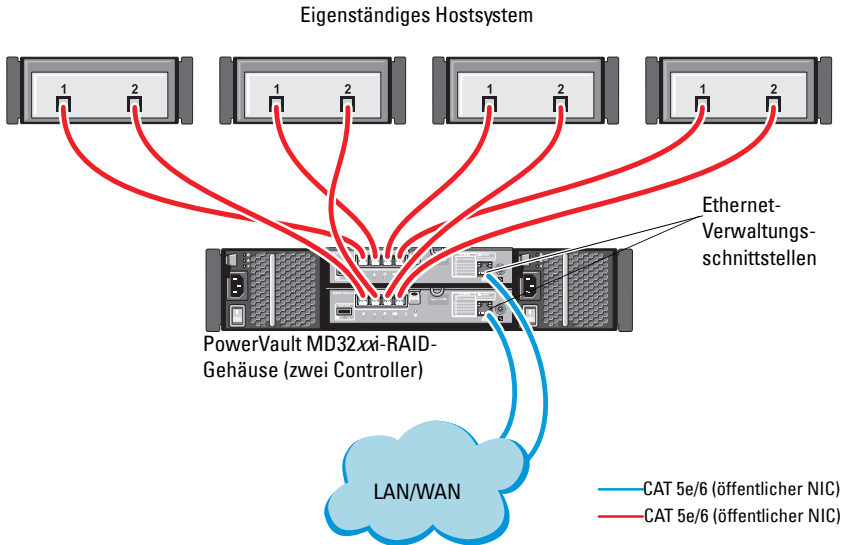 Eigenständiges Hostsystem
1 2 1 2 1 2 1 2
Ethernet-
Verwaltungs-
schnittstellen
PowerVault MD32xxi-RAID-
Gehäuse (zwei Controller)
LAN/WAN
CAT 5e/6 (öffentlicher NIC)
CAT 5e/6 (öffentlicher NIC)